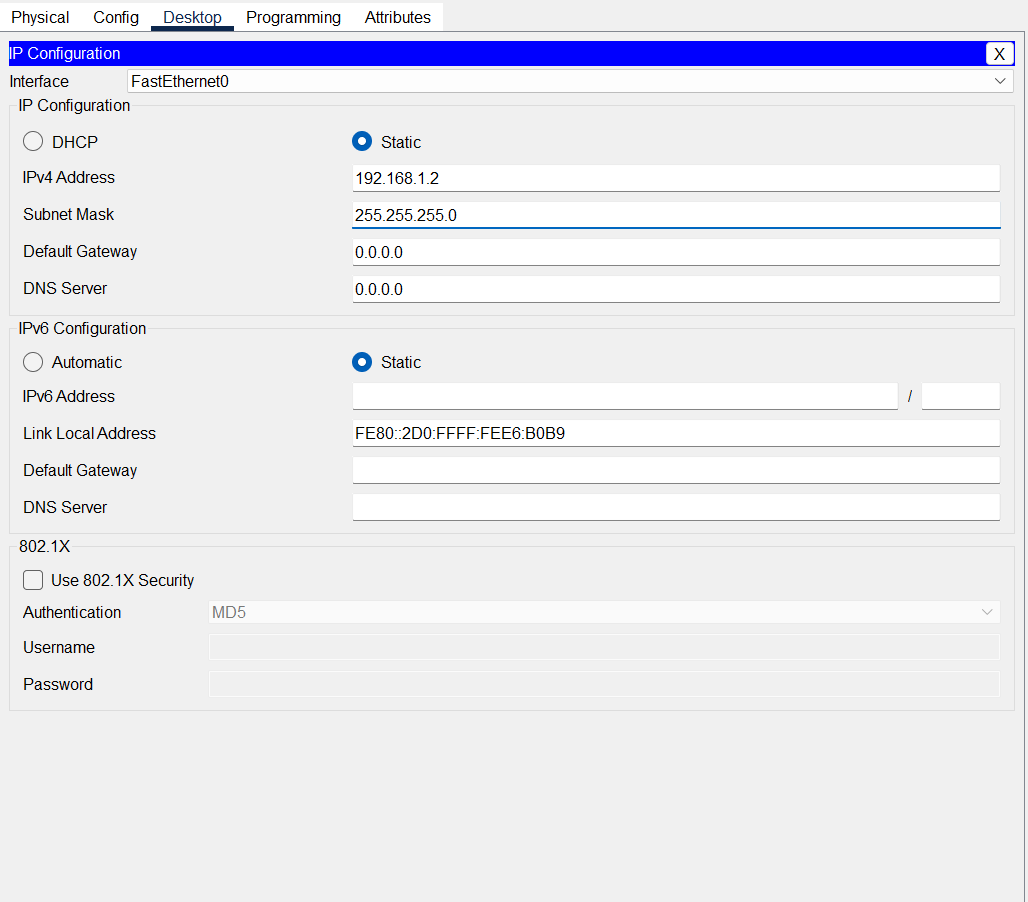 Physical Config Desktop Programming Attributes
IP Configuration X
Interface FastEthernet0
IP Configuration
DHCP Static
IPv4 Address 192.168.1.2
Subnet Mask 255.255.255.0
Default Gateway 0.0.0.0
DNS Server 0.0.0.0
IPv6 Configuration
Automatic Static
IPv6 Address /
Link Local Address FE80::2D0:FFFF:FEE6:B0B9
Default Gateway
DNS Server
802.1X
Use 802.1X Security
Authentication MD5
Username
Password